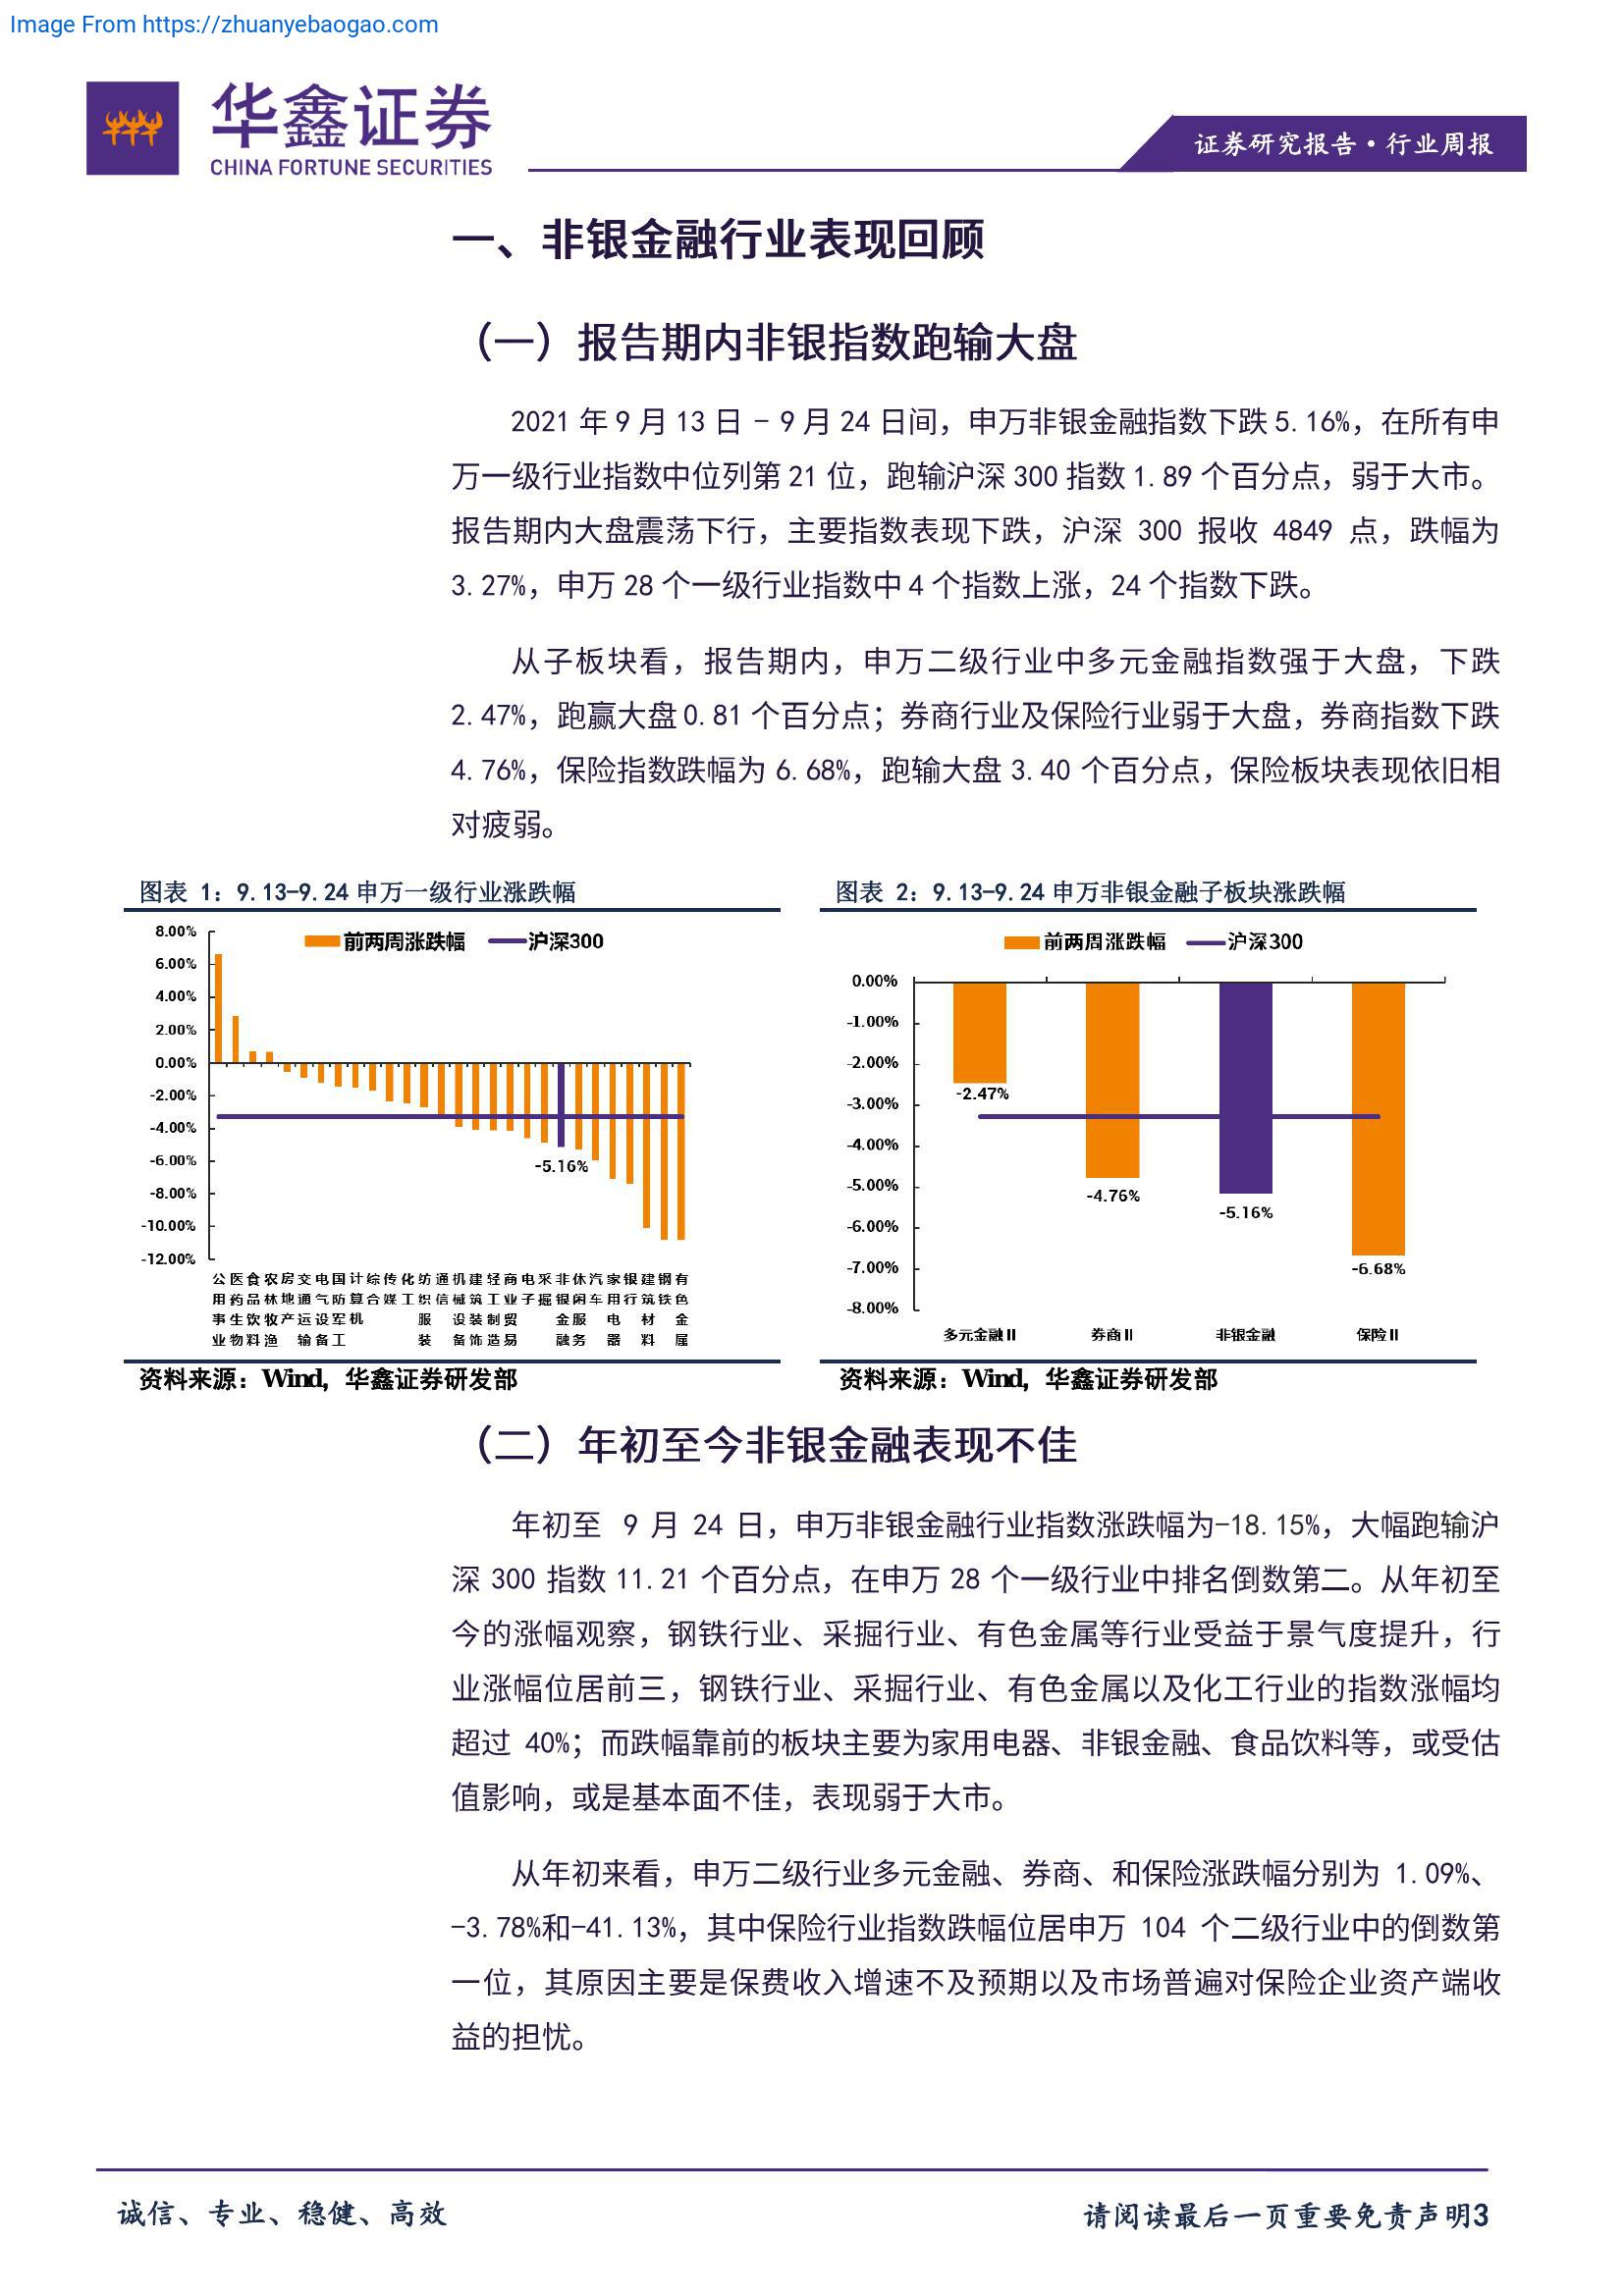 Image From https://zhuanyebaogao.com
华鑫证券
CHINA FORTUNE SECURITIES
证券研究报告·行业周报
一、非银金融行业表现回顾
（一）报告期内非银指数跑输大盘
2021 年 9 月 13 日 - 9 月 24 日间，申万非银金融指数下跌 5.16%，在所有申
万一级行业指数中位列第 21 位，跑输沪深 300 指数 1.89 个百分点，弱于大市。
报告期内大盘震荡下行，主要指数表现下跌，沪深 300 报收 4849 点，跌幅为
3.27%，申万 28 个一级行业指数中 4 个指数上涨，24 个指数下跌。
从子板块看，报告期内，申万二级行业中多元金融指数强于大盘，下跌
2.47%，跑赢大盘 0.81 个百分点；券商行业及保险行业弱于大盘，券商指数下跌
4.76%，保险指数跌幅为 6.68%，跑输大盘 3.40 个百分点，保险板块表现依旧相
对疲弱。
图表 1：9.13-9.24 申万一级行业涨跌幅
前两周涨跌幅 沪深300
8.00%
6.00%
4.00%
2.00%
0.00%
-2.00%
-4.00%
-6.00%
-8.00%
-10.00%
-12.00%
-5.16%
公用事业 医药生物 食品饮料 农林牧渔 房地产 交通运输 电气设备 国防军工 计算机 综合 传媒 化工 纺织服装 通信 机械设备 建筑装饰 轻工制造 商业贸易 电子 采掘 非银金融 休闲服务 汽车 家用电器 银行 建筑材料 钢铁 有色金属
资料来源：Wind，华鑫证券研发部
图表 2：9.13-9.24 申万非银金融子板块涨跌幅
前两周涨跌幅 沪深300
0.00%
-1.00%
-2.00%
-3.00%
-4.00%
-5.00%
-6.00%
-7.00%
-8.00%
-2.47%
-4.76%
-5.16%
-6.68%
多元金融Ⅱ 券商Ⅱ 非银金融 保险Ⅱ
资料来源：Wind，华鑫证券研发部
（二）年初至今非银金融表现不佳
年初至 9 月 24 日，申万非银金融行业指数涨跌幅为-18.15%，大幅跑输沪
深 300 指数 11.21 个百分点，在申万 28 个一级行业中排名倒数第二。从年初至
今的涨幅观察，钢铁行业、采掘行业、有色金属等行业受益于景气度提升，行
业涨幅位居前三，钢铁行业、采掘行业、有色金属以及化工行业的指数涨幅均
超过 40%；而跌幅靠前的板块主要为家用电器、非银金融、食品饮料等，或受估
值影响，或是基本面不佳，表现弱于大市。
从年初来看，申万二级行业多元金融、券商、和保险涨跌幅分别为 1.09%、
-3.78%和-41.13%，其中保险行业指数跌幅位居申万 104 个二级行业中的倒数第
一位，其原因主要是保费收入增速不及预期以及市场普遍对保险企业资产端收
益的担忧。
诚信、专业、稳健、高效
请阅读最后一页重要免责声明3